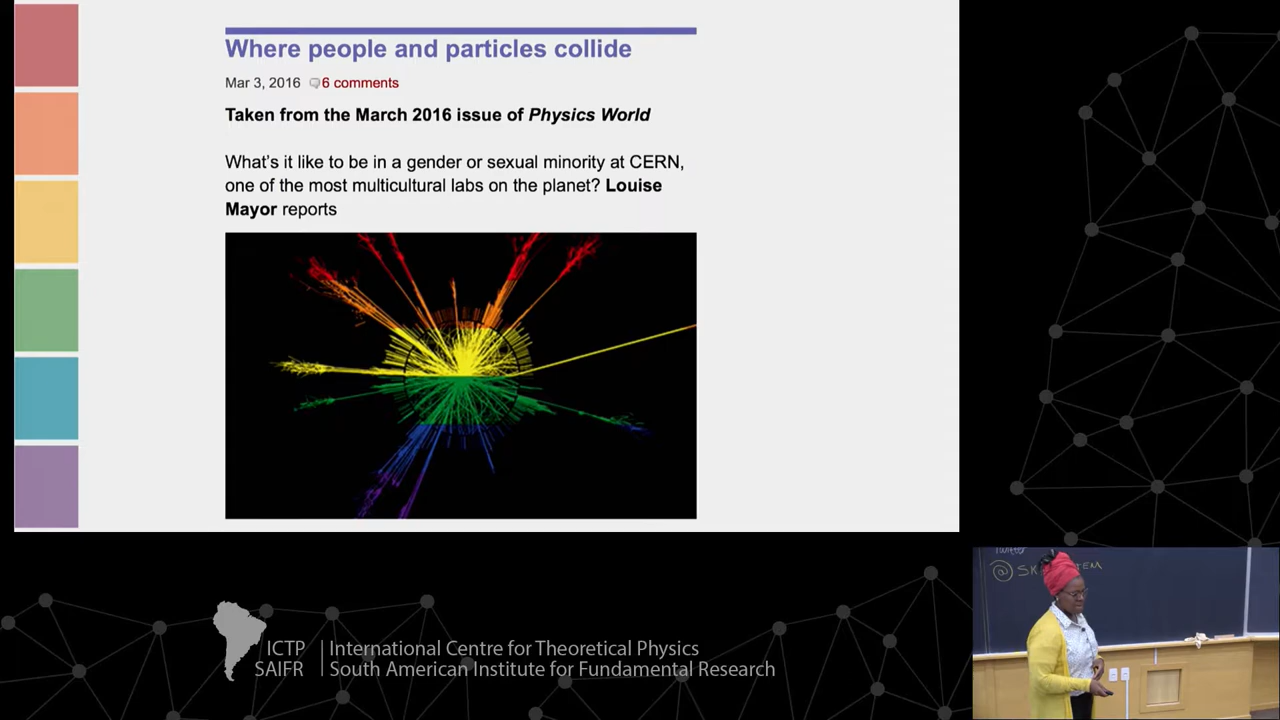 Where people and particles collide
Mar 3, 2016 6 comments
Taken from the March 2016 issue of Physics World
What's it like to be in a gender or sexual minority at CERN,
one of the most multicultural labs on the planet? Louise
Mayor reports
Twitter
@
ICTP
SAIFR
International Centre for Theoretical Physics
South American Institute for Fundamental Research